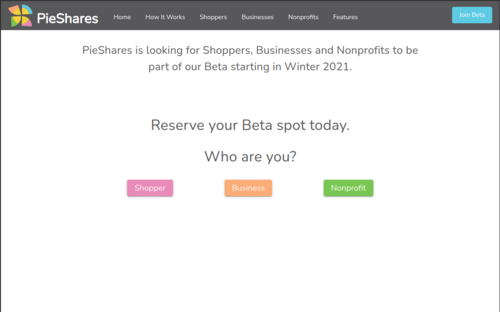 PieShares Home How It Works Shoppers Businesses Nonprofits Features Join Beta
PieShares is looking for Shoppers, Businesses and Nonprofits to be
part of our Beta starting in Winter 2021.
Reserve your Beta spot today.
Who are you?
Shopper Business Nonprofit